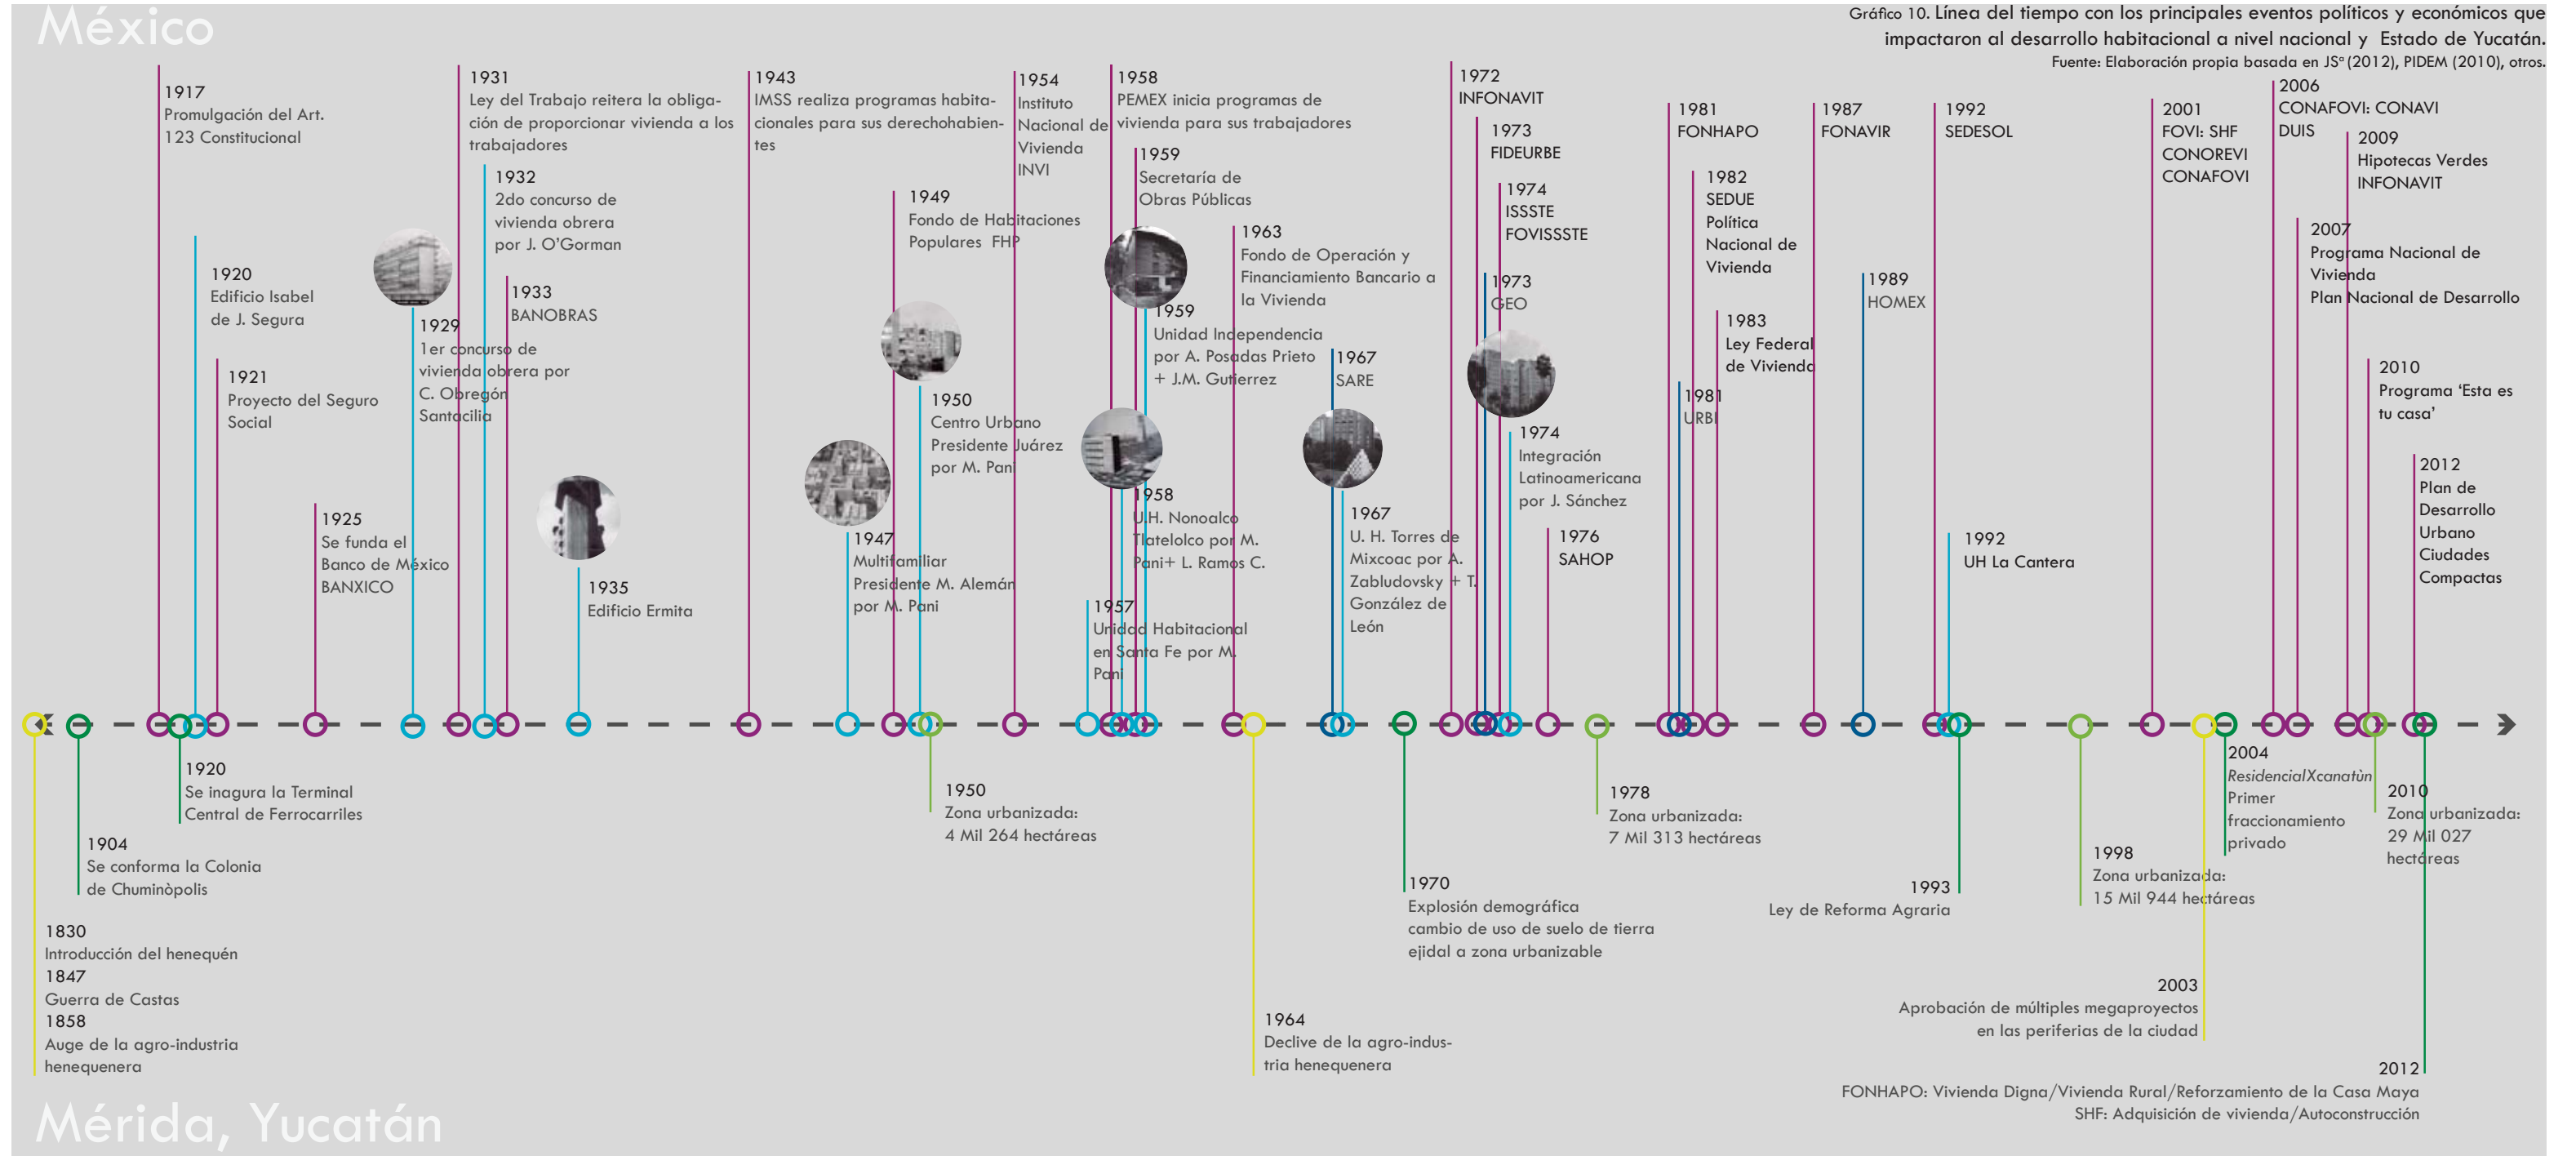 México
Gráfico 10. Línea del tiempo con los principales eventos políticos y económicos que
impactaron al desarrollo habitacional a nivel nacional y Estado de Yucatán.
Fuente: Elaboración propia basada en JSª (2012), PIDEM (2010), otros.
1917
Promulgación del Art.
123 Constitucional
1920
Edificio Isabel
de J. Segura
1921
Proyecto del Seguro
Social
1925
Se funda el
Banco de México
BANXICO
1929
1er concurso de
vivienda obrera por
C. Obregón
Santacilia
1931
Ley del Trabajo reitera la obliga-
ción de proporcionar vivienda a los
trabajadores
1932
2do concurso de
vivienda obrera
por J. O’Gorman
1933
BANOBRAS
1935
Edificio Ermita
1943
IMSS realiza programas habita-
cionales para sus derechohabien-
tes
1947
Multifamiliar
Presidente M. Alemán
por M. Pani
1949
Fondo de Habitaciones
Populares FHP
1950
Centro Urbano
Presidente Juárez
por M. Pani
1954
Instituto
Nacional de
Vivienda
INVI
1957
Unidad Habitacional
en Santa Fe por M.
Pani
1958
PEMEX inicia programas de
vivienda para sus trabajadores
1958
U.H. Nonoalco
Tlatelolco por M.
Pani+ L. Ramos C.
1959
Secretaría de
Obras Públicas
1959
Unidad Independencia
por A. Posadas Prieto
+ J.M. Gutierrez
1963
Fondo de Operación y
Financiamiento Bancario a
la Vivienda
1967
SARE
1967
U. H. Torres de
Mixcoac por A.
Zabludovsky + T.
González de
León
1972
INFONAVIT
1973
FIDEURBE
1974
ISSSTE
FOVISSSTE
1973
GEO
1974
Integración
Latinoamericana
por J. Sánchez
1976
SAHOP
1981
FONHAPO
1982
SEDUE
Política
Nacional de
Vivienda
1983
Ley Federal
de Vivienda
1981
URBI
1987
FONAVIR
1989
HOMEX
1992
SEDESOL
1992
UH La Cantera
2001
FOVI: SHF
CONOREVI
CONAFOVI
2006
CONAFOVI: CONAVI
DUIS
2009
Hipotecas Verdes
INFONAVIT
2007
Programa Nacional de
Vivienda
Plan Nacional de Desarrollo
2010
Programa ‘Esta es
tu casa’
2012
Plan de
Desarrollo
Urbano
Ciudades
Compactas
1830
Introducción del henequén
1847
Guerra de Castas
1858
Auge de la agro-industria
henequenera
1904
Se conforma la Colonia
de Chuminòpolis
1920
Se inagura la Terminal
Central de Ferrocarriles
1950
Zona urbanizada:
4 Mil 264 hectáreas
1964
Declive de la agro-indus-
tria henequenera
1970
Explosión demográfica
cambio de uso de suelo de tierra
ejidal a zona urbanizable
1978
Zona urbanizada:
7 Mil 313 hectáreas
1993
Ley de Reforma Agraria
1998
Zona urbanizada:
15 Mil 944 hectáreas
2003
Aprobación de múltiples megaproyectos
en las periferias de la ciudad
2004
ResidencialXcanatùn
Primer
fraccionamiento
privado
2010
Zona urbanizada:
29 Mil 027
hectáreas
2012
FONHAPO: Vivienda Digna/Vivienda Rural/Reforzamiento de la Casa Maya
SHF: Adquisición de vivienda/Autoconstrucción
Mérida, Yucatán